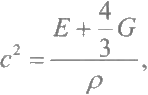 c² = (E + 4/3 G) / ρ,